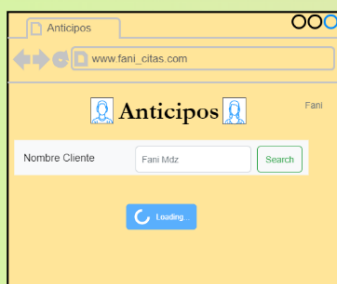 Anticipos
www.fani_citas.com
Anticipos
Fani
Nombre Cliente
Fani Mdz
Search
Loading...